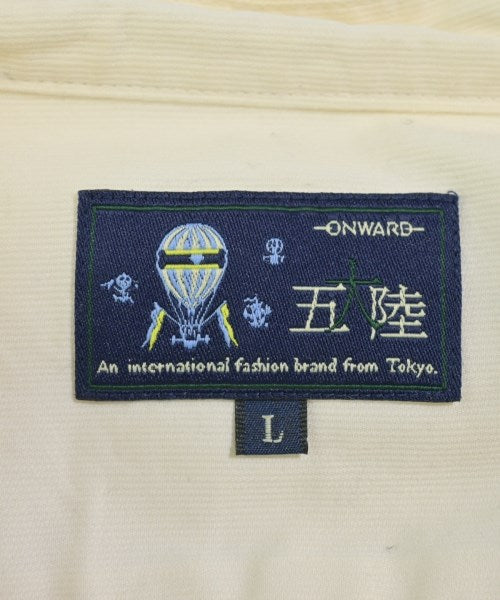 ONWARD
五大陸
An international fashion brand from Tokyo.
L